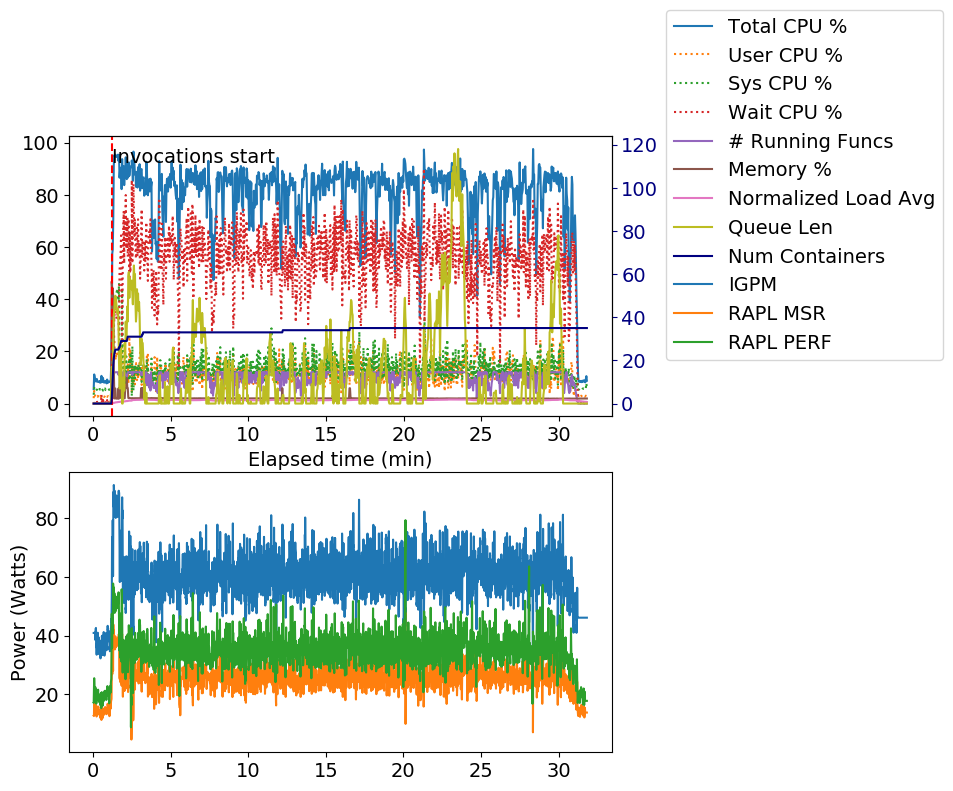 Total CPU %
User CPU %
Sys CPU %
Wait CPU %
# Running Funcs
Memory %
Normalized Load Avg
Queue Len
Num Containers
IGPM
RAPL MSR
RAPL PERF
Invocations start
100
80
60
40
20
0
120
100
80
60
40
20
0
0 5 10 15 20 25 30
Elapsed time (min)
Power (Watts)
80
60
40
20
0 5 10 15 20 25 30